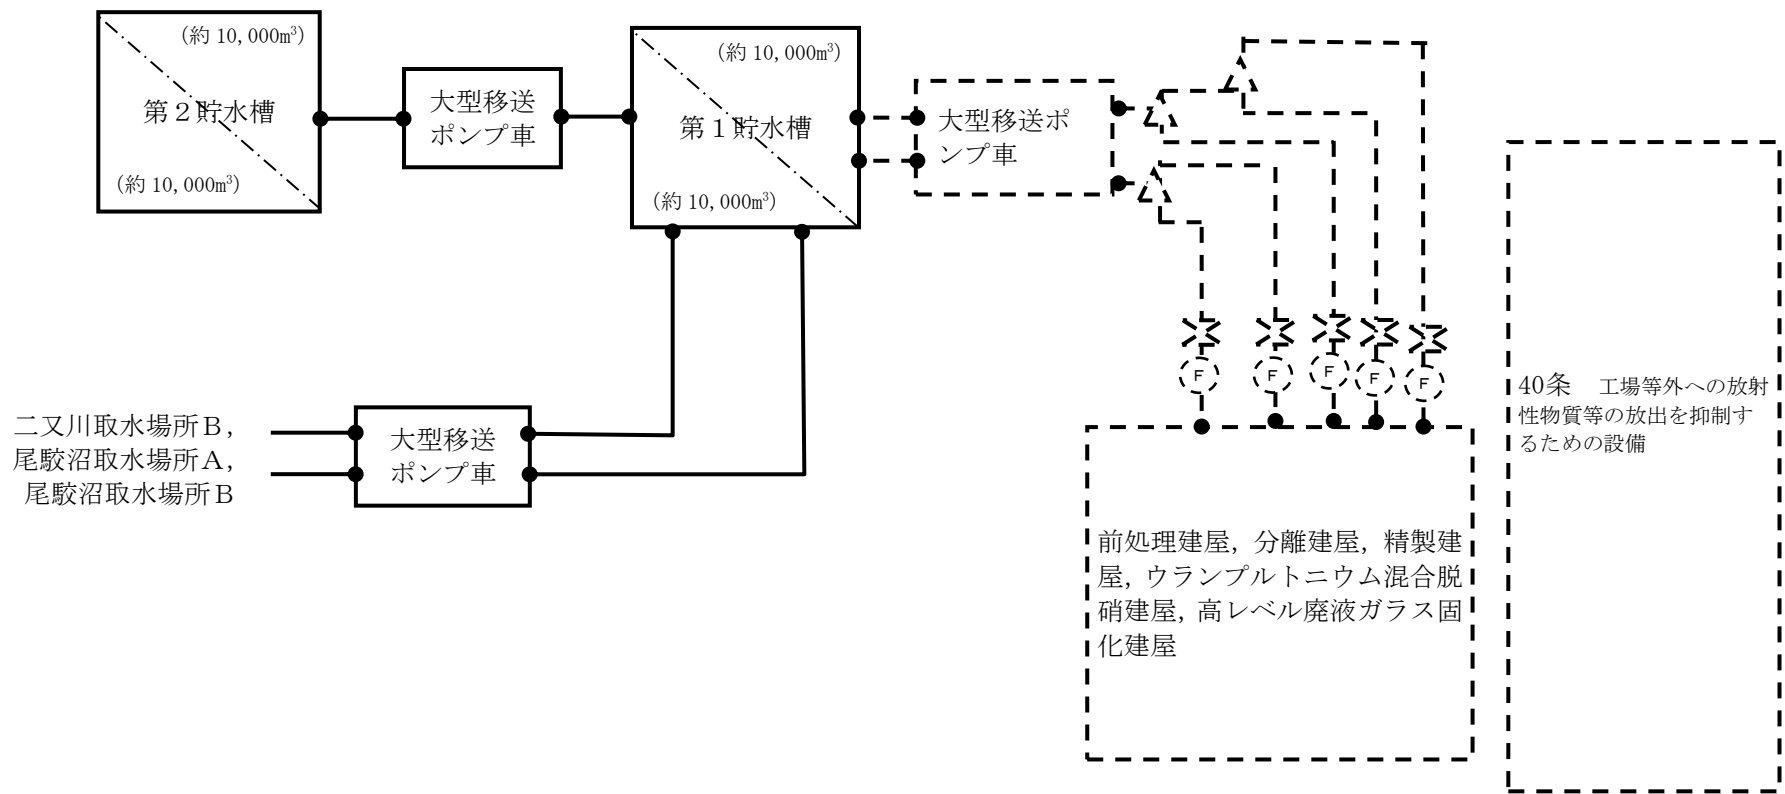 (約 10,000m³)
第２貯水槽
(約 10,000m³)
大型移送
ポンプ車
(約 10,000m³)
第１貯水槽
(約 10,000m³)
大型移送ポ
ンプ車
二又川取水場所Ｂ，
尾駮沼取水場所Ａ，
尾駮沼取水場所Ｂ
大型移送
ポンプ車
F
F
F
F
F
前処理建屋，分離建屋，精製建
屋，ウランプルトニウム混合脱
硝建屋，高レベル廃液ガラス固
化建屋
40条　工場等外への放射
性物質等の放出を抑制す
るための設備